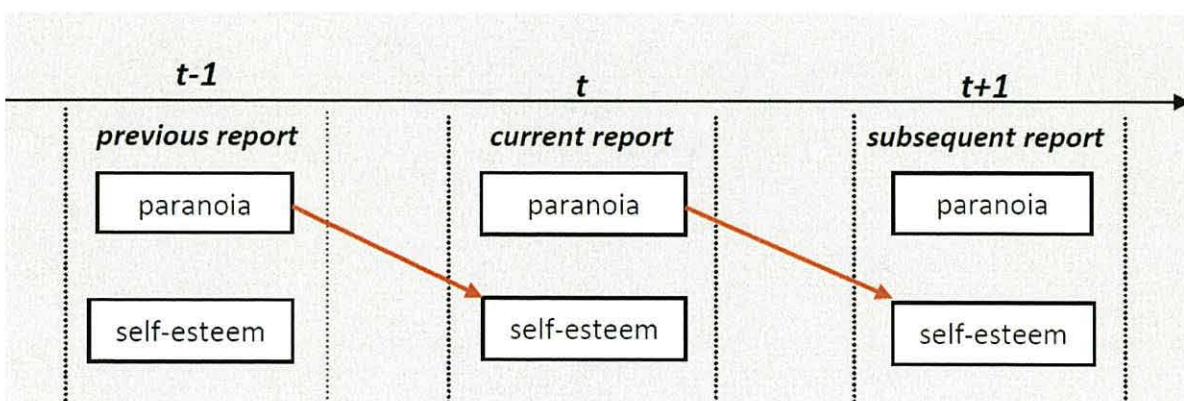 t-1 t t+1
previous report current report subsequent report
paranoia paranoia paranoia
self-esteem self-esteem self-esteem